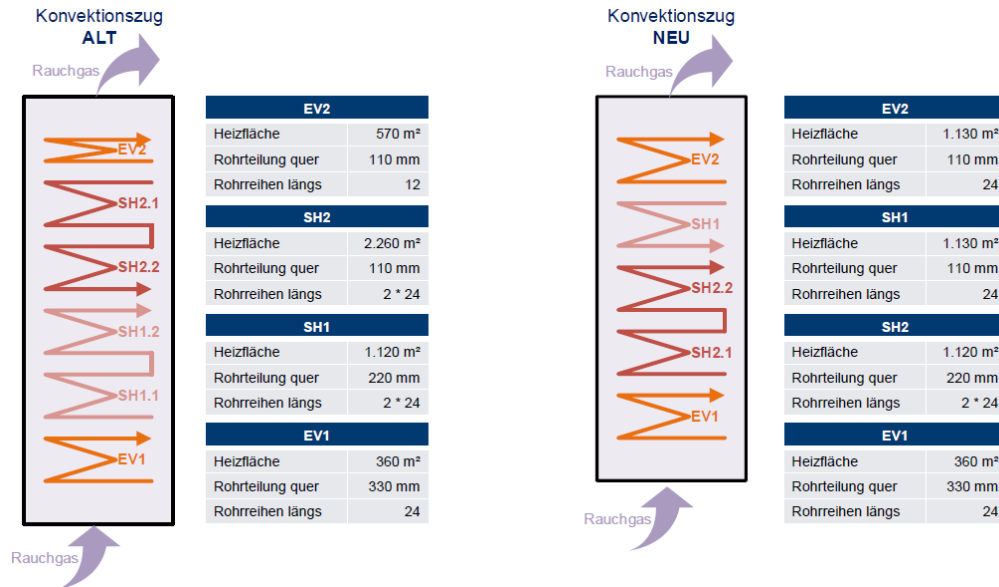 Konvektionszug
ALT
Rauchgas
EV2
SH2.1
SH2.2
SH1.2
SH1.1
EV1
Rauchgas
EV2
Heizfläche 570 m²
Rohrteilung quer 110 mm
Rohrreihen längs 12
SH2
Heizfläche 2.260 m²
Rohrteilung quer 110 mm
Rohrreihen längs 2 * 24
SH1
Heizfläche 1.120 m²
Rohrteilung quer 220 mm
Rohrreihen längs 2 * 24
EV1
Heizfläche 360 m²
Rohrteilung quer 330 mm
Rohrreihen längs 24
Konvektionszug
NEU
Rauchgas
EV2
SH1
SH2.2
SH2.1
EV1
Rauchgas
EV2
Heizfläche 1.130 m²
Rohrteilung quer 110 mm
Rohrreihen längs 24
SH1
Heizfläche 1.130 m²
Rohrteilung quer 110 mm
Rohrreihen längs 24
SH2
Heizfläche 1.120 m²
Rohrteilung quer 220 mm
Rohrreihen längs 2 * 24
EV1
Heizfläche 360 m²
Rohrteilung quer 330 mm
Rohrreihen längs 24